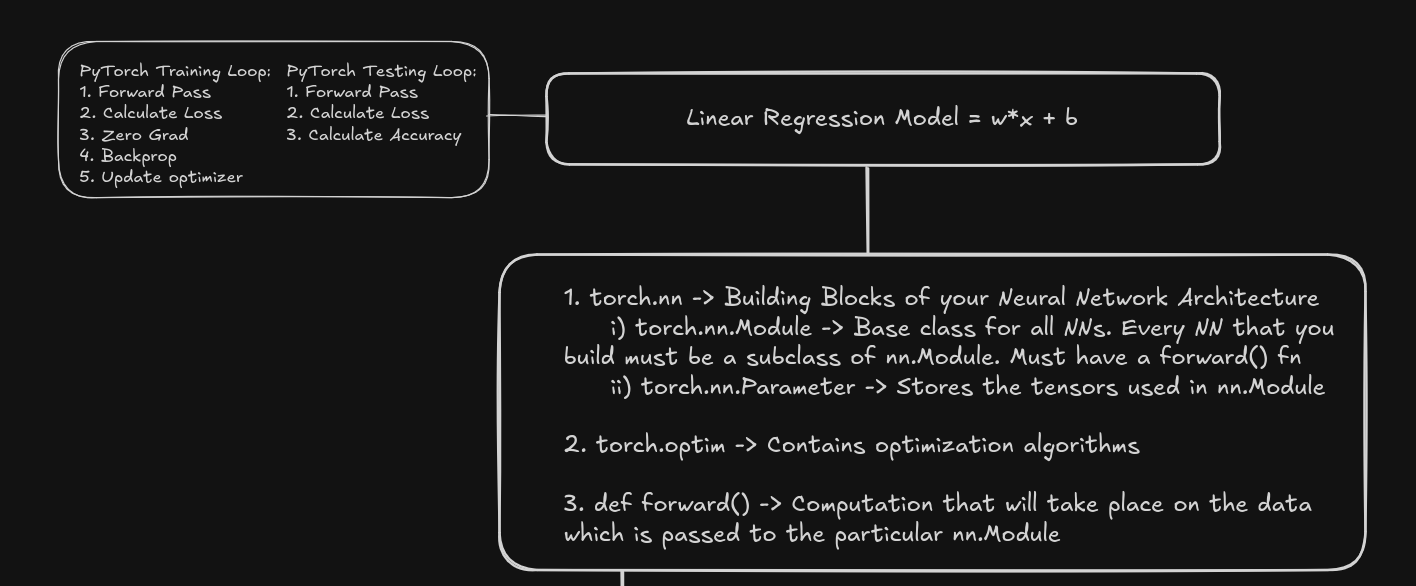 PyTorch Training Loop:
1. Forward Pass
2. Calculate Loss
3. Zero Grad
4. Backprop
5. Update optimizer
PyTorch Testing Loop:
1. Forward Pass
2. Calculate Loss
3. Calculate Accuracy
Linear Regression Model = w*x + b
1. torch.nn -> Building Blocks of your Neural Network Architecture
i) torch.nn.Module -> Base class for all NNs. Every NN that you
build must be a subclass of nn.Module. Must have a forward() fn
ii) torch.nn.Parameter -> Stores the tensors used in nn.Module
2. torch.optim -> Contains optimization algorithms
3. def forward() -> Computation that will take place on the data
which is passed to the particular nn.Module